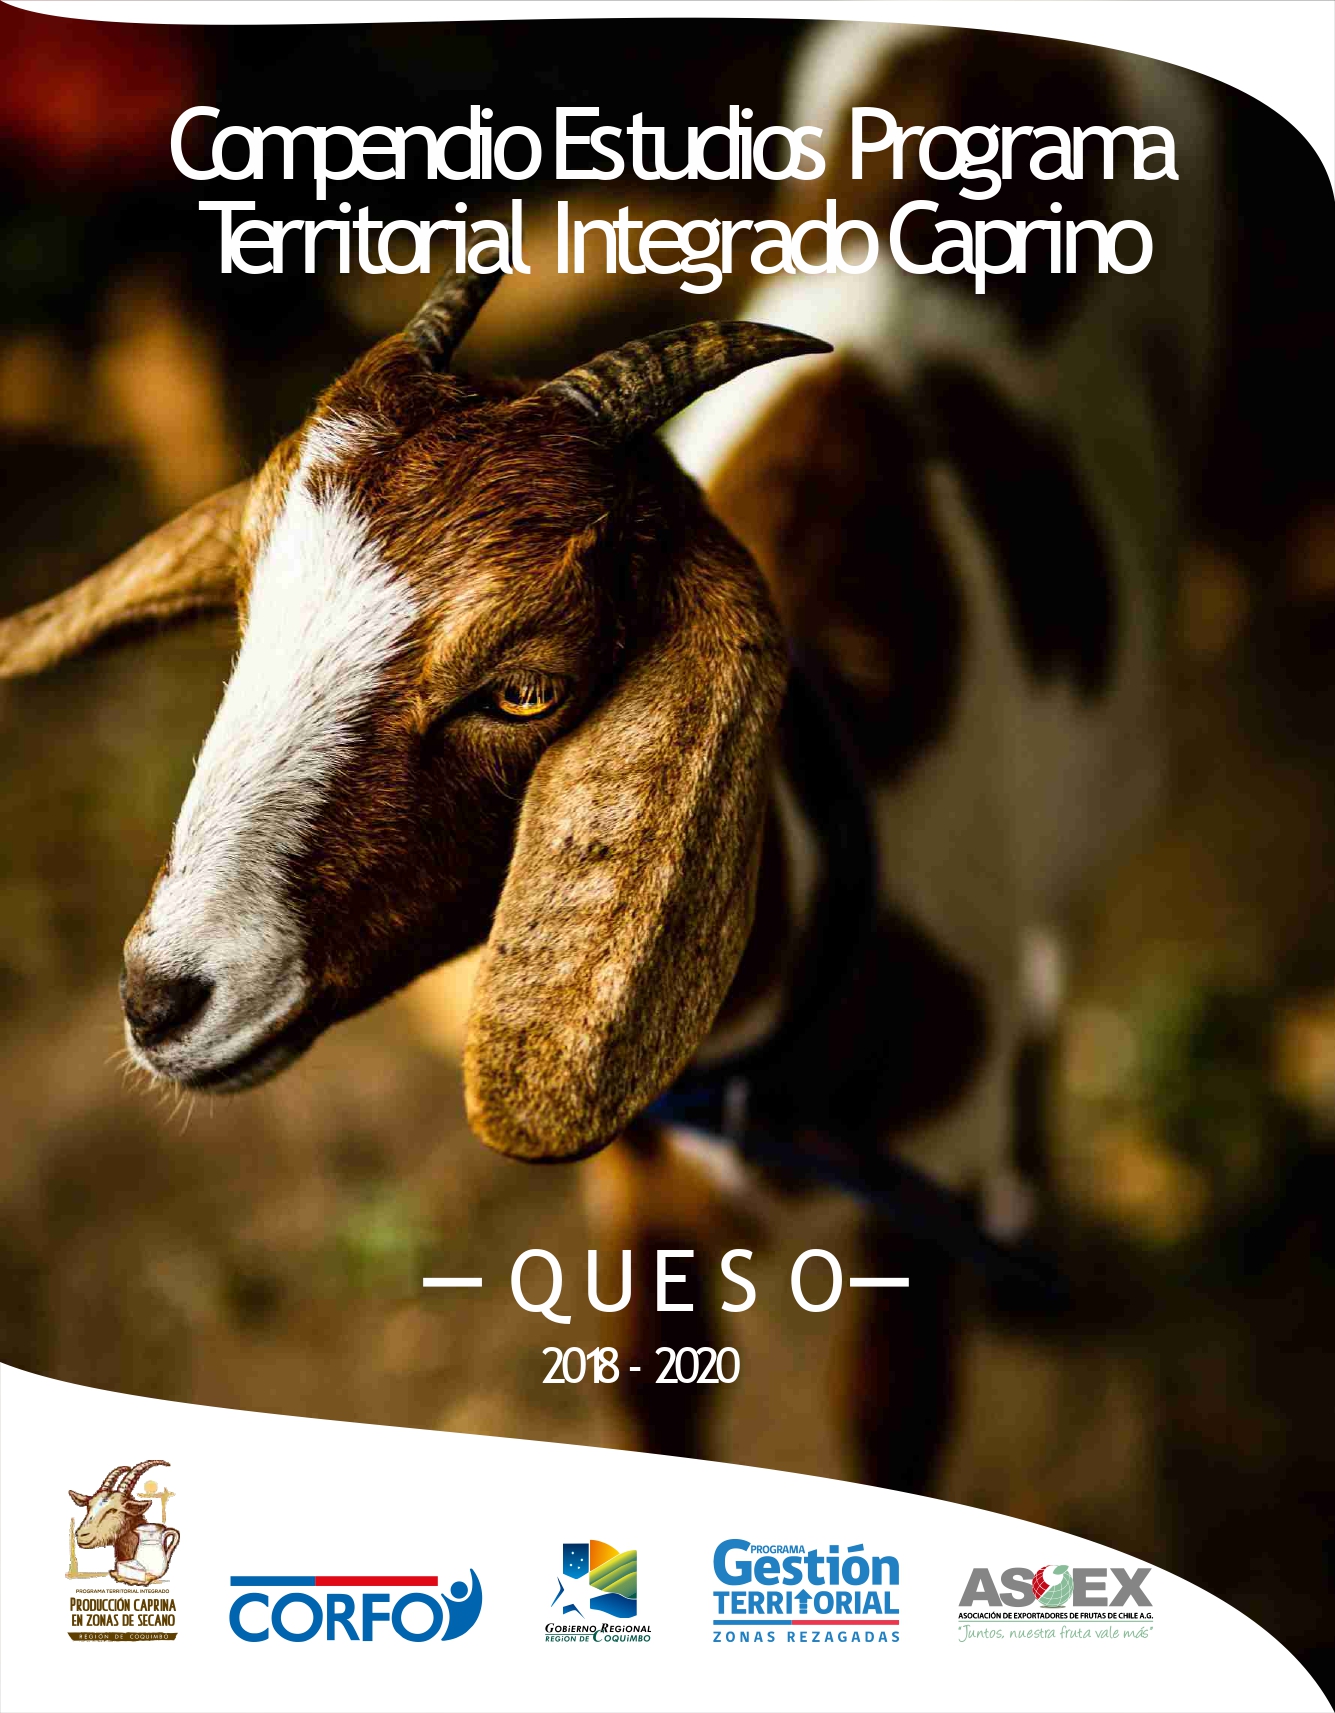 Compendio Estudios Programa
Territorial Integrado Caprino
— QUESO —
2018 - 2020
PROGRAMA TERRITORIAL INTEGRADO
PRODUCCIÓN CAPRINA
EN ZONAS DE SECANO
REGIÓN DE COQUIMBO
CORFO
GOBIERNO REGIONAL
REGION DE COQUIMBO
PROGRAMA
Gestión
TERRITORIAL
ZONAS REZAGADAS
ASOEX
ASOCIACIÓN DE EXPORTADORES DE FRUTAS DE CHILE A.G.
"Juntos, nuestra fruta vale más"